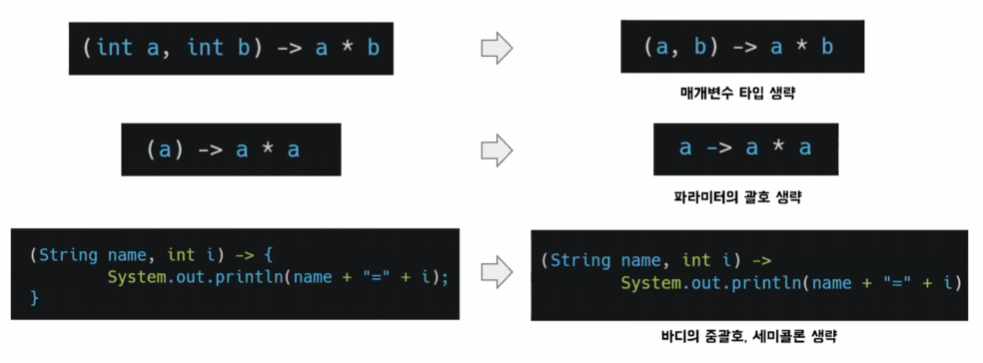 (int a, int b) -> a * b
(a, b) -> a * b
매개변수 타입 생략
(a) -> a * a
a -> a * a
파라미터의 괄호 생략
(String name, int i) -> {
System.out.println(name + "=" + i);
}
(String name, int i) ->
System.out.println(name + "=" + i)
바디의 중괄호, 세미콜론 생략